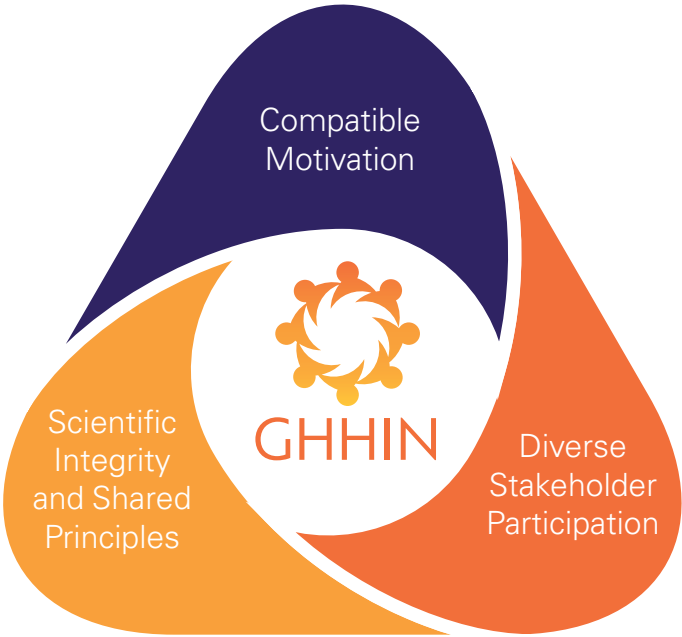 Compatible
Motivation
GHHIN
Scientific
Integrity
and Shared
Principles
Diverse
Stakeholder
Participation